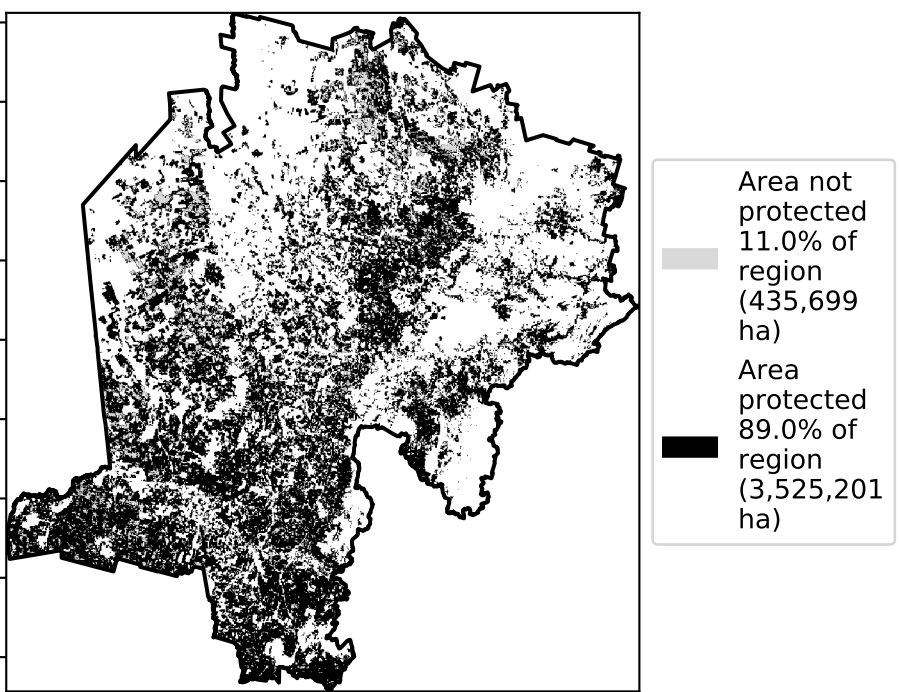 Area not
protected
11.0% of
region
(435,699
ha)
Area
protected
89.0% of
region
(3,525,201
ha)